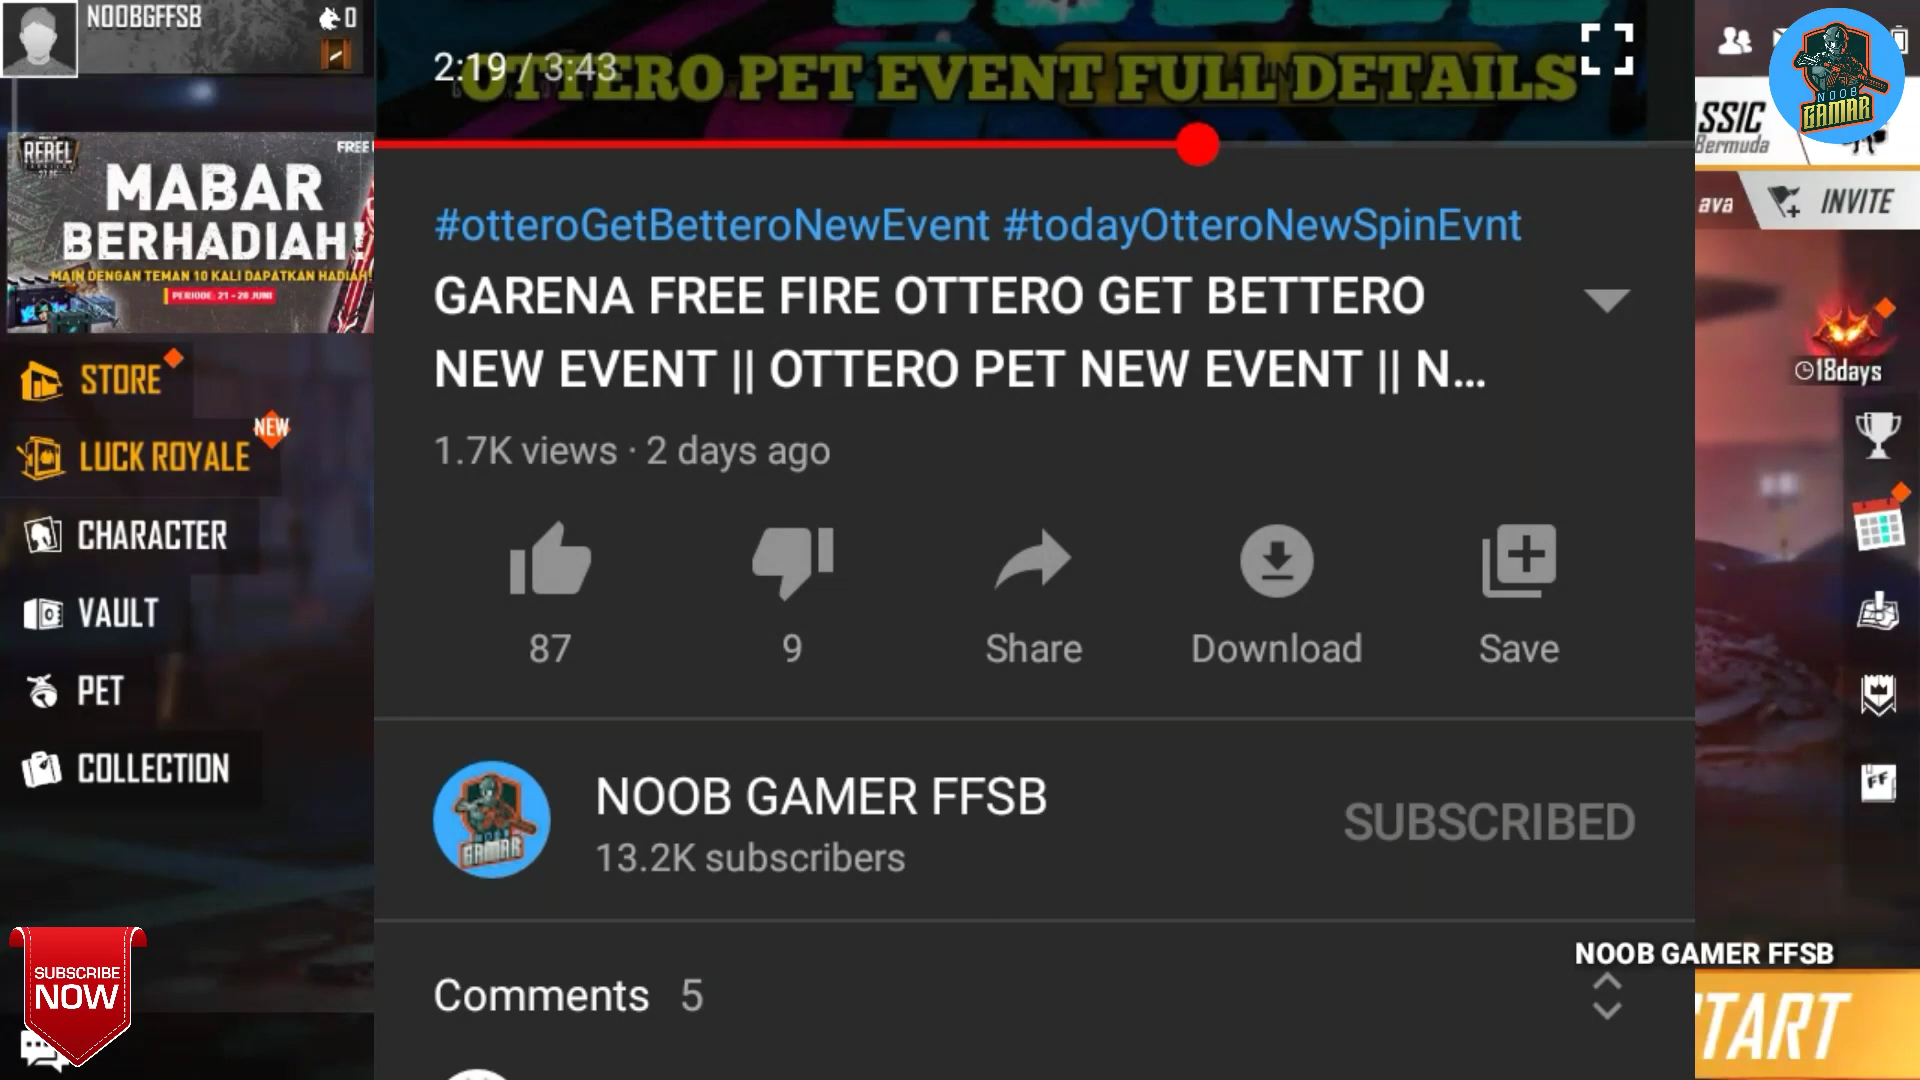 NOOBGFFSB
0
REBEL
FREE
MABAR
BERHADIAH!
MAIN DENGAN TEMAN 10 KALI DAPATKAN HADIAH!
PERIODE: 21 - 28 JUNI
STORE
LUCK ROYALE
NEW
CHARACTER
VAULT
PET
COLLECTION
SUBSCRIBE
NOW
2:19 / 3:43
OTTERO PET EVENT FULL DETAILS
#otteroGetBetteroNewEvent #todayOtteroNewSpinEvnt
GARENA FREE FIRE OTTERO GET BETTERO
NEW EVENT || OTTERO PET NEW EVENT || N...
1.7K views · 2 days ago
87
9
Share
Download
Save
NOOB GAMER FFSB
13.2K subscribers
SUBSCRIBED
GAMAR
Comments 5
NOOB
GAMAR
SSIC
Bermuda
ava
INVITE
18days
FF
NOOB GAMER FFSB
TART